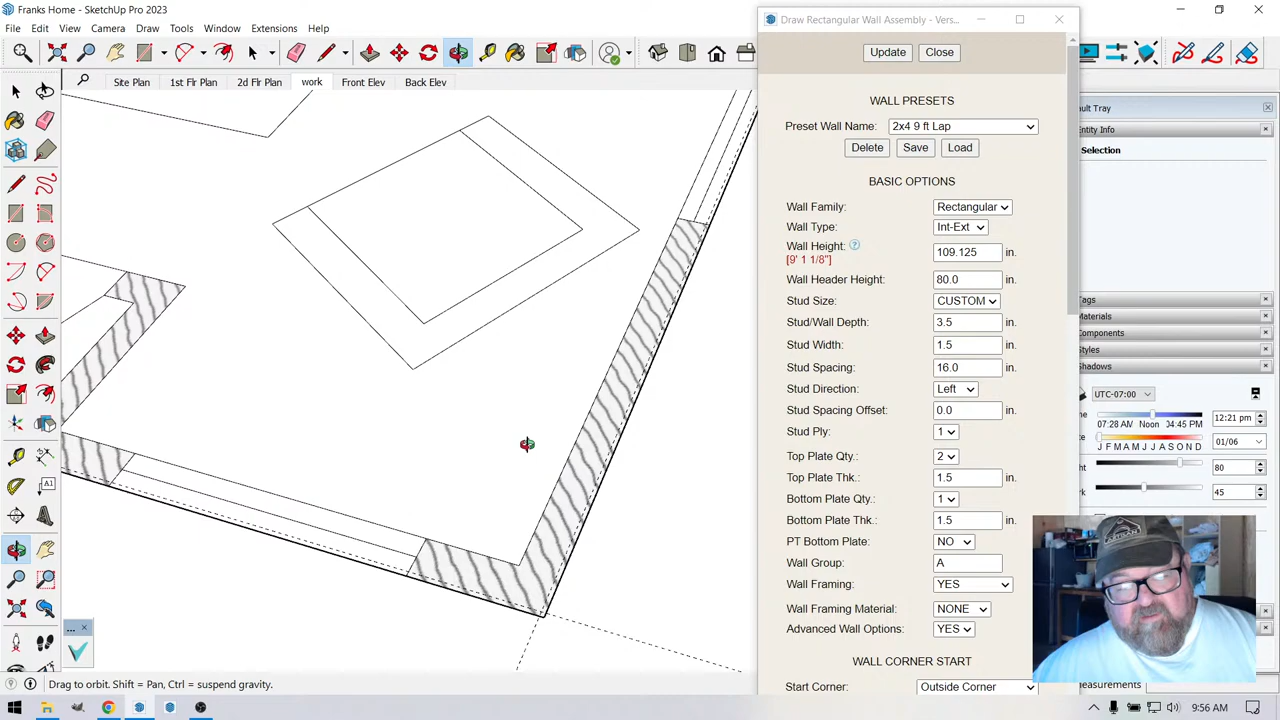 Franks Home - SketchUp Pro 2023
File Edit View Camera Draw Tools Window Extensions Help
Site Plan 1st Flr Plan 2d Flr Plan work Front Elev Back Elev
Draw Rectangular Wall Assembly - Vers...
Update Close
WALL PRESETS
Preset Wall Name: 2x4 9 ft Lap
Delete Save Load
BASIC OPTIONS
Wall Family: Rectangular
Wall Type: Int-Ext
Wall Height: ? 109.125 in.
[9' 1 1/8"]
Wall Header Height: 80.0 in.
Stud Size: CUSTOM
Stud/Wall Depth: 3.5 in.
Stud Width: 1.5 in.
Stud Spacing: 16.0 in.
Stud Direction: Left
Stud Spacing Offset: 0.0 in.
Stud Ply: 1
Top Plate Qty.: 2
Top Plate Thk.: 1.5 in.
Bottom Plate Qty.: 1
Bottom Plate Thk.: 1.5 in.
PT Bottom Plate: NO
Wall Group: A
Wall Framing: YES
Wall Framing Material: NONE
Advanced Wall Options: YES
WALL CORNER START
Start Corner: Outside Corner
ault Tray
Entity Info
Selection
Tags
Materials
Components
Styles
Shadows
UTC-07:00
me 12:21 pm
07:28 AM Noon 04:45 PM
te 01/06
J F M A M J J A S O N D
ht 80
rk 45
...
Drag to orbit. Shift = Pan, Ctrl = suspend gravity.
easurements
9:56 AM